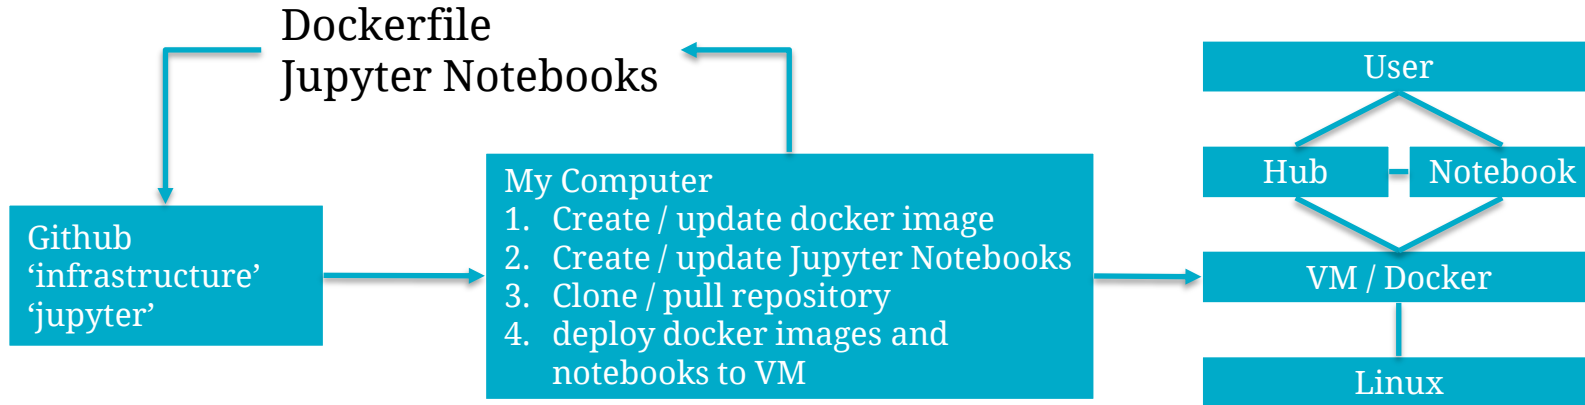 Dockerfile
Jupyter Notebooks
Github
‘infrastructure’
‘jupyter’
My Computer
1. Create / update docker image
2. Create / update Jupyter Notebooks
3. Clone / pull repository
4. deploy docker images and
notebooks to VM
User
Hub
Notebook
VM / Docker
Linux